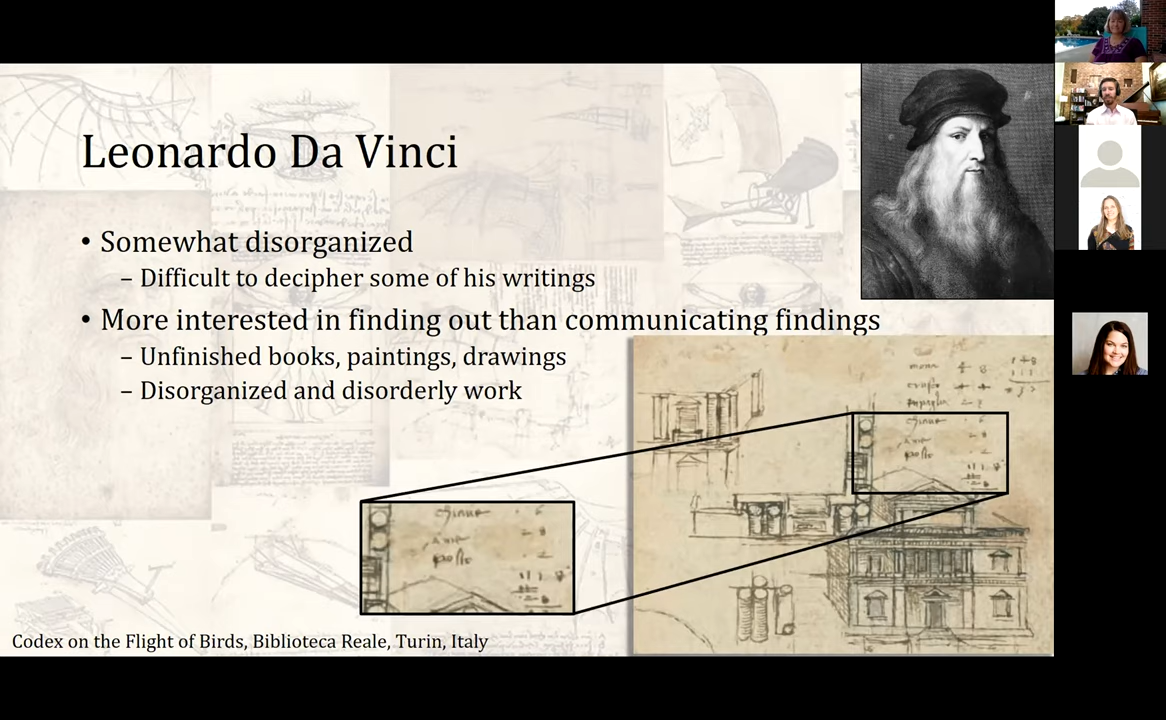 Leonardo Da Vinci
• Somewhat disorganized
– Difficult to decipher some of his writings
• More interested in finding out than communicating findings
– Unfinished books, paintings, drawings
– Disorganized and disorderly work
Codex on the Flight of Birds, Biblioteca Reale, Turin, Italy